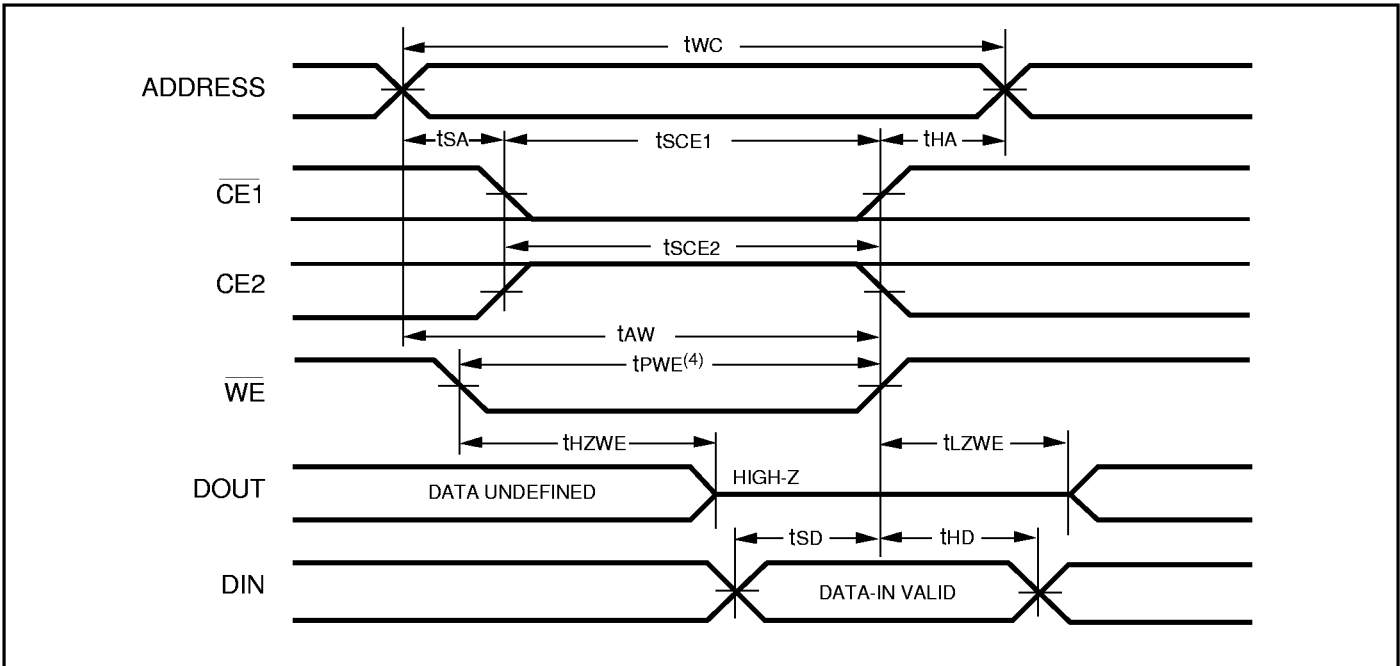 tWC
ADDRESS
tSA
tSCE1
tHA
CE1
tSCE2
CE2
tAW
tPWE(4)
WE
tHZWE
tLZWE
DOUT
DATA UNDEFINED
HIGH-Z
tSD
tHD
DIN
DATA-IN VALID